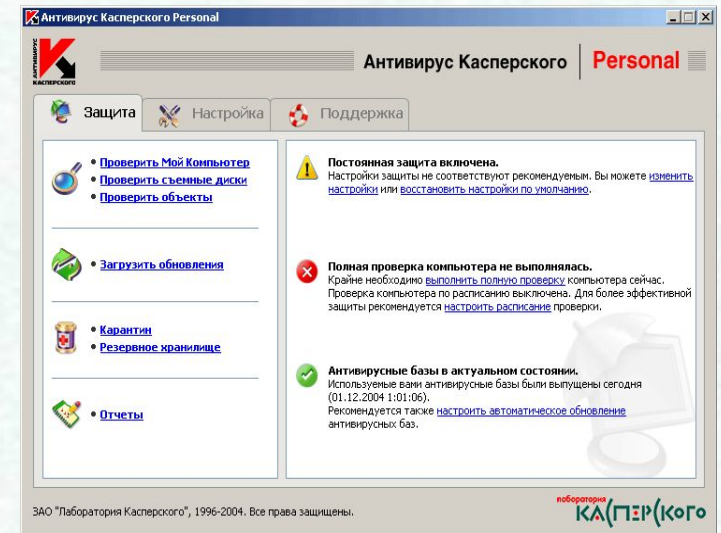 Антивирус Касперского Personal
АНТИВИРУС
КАСПЕРСКОГО
Антивирус Касперского Personal
Защита Настройка Поддержка
• Проверить Мой Компьютер
• Проверить съемные диски
• Проверить объекты
• Загрузить обновления
• Карантин
• Резервное хранилище
• Отчеты
Постоянная защита включена.
Настройки защиты не соответствуют рекомендуемым. Вы можете изменить
настройки или восстановить настройки по умолчанию.
Полная проверка компьютера не выполнялась.
Крайне необходимо выполнить полную проверку компьютера сейчас.
Проверка компьютера по расписанию выключена. Для более эффективной
защиты рекомендуется настроить расписание проверки.
Антивирусные базы в актуальном состоянии.
Используемые вами антивирусные базы были выпущены сегодня
(01.12.2004 1:01:06).
Рекомендуется также настроить автоматическое обновление
антивирусных баз.
ЗАО "Лаборатория Касперского", 1996-2004. Все права защищены.
лаборатория
КАСПЕРСКОГО